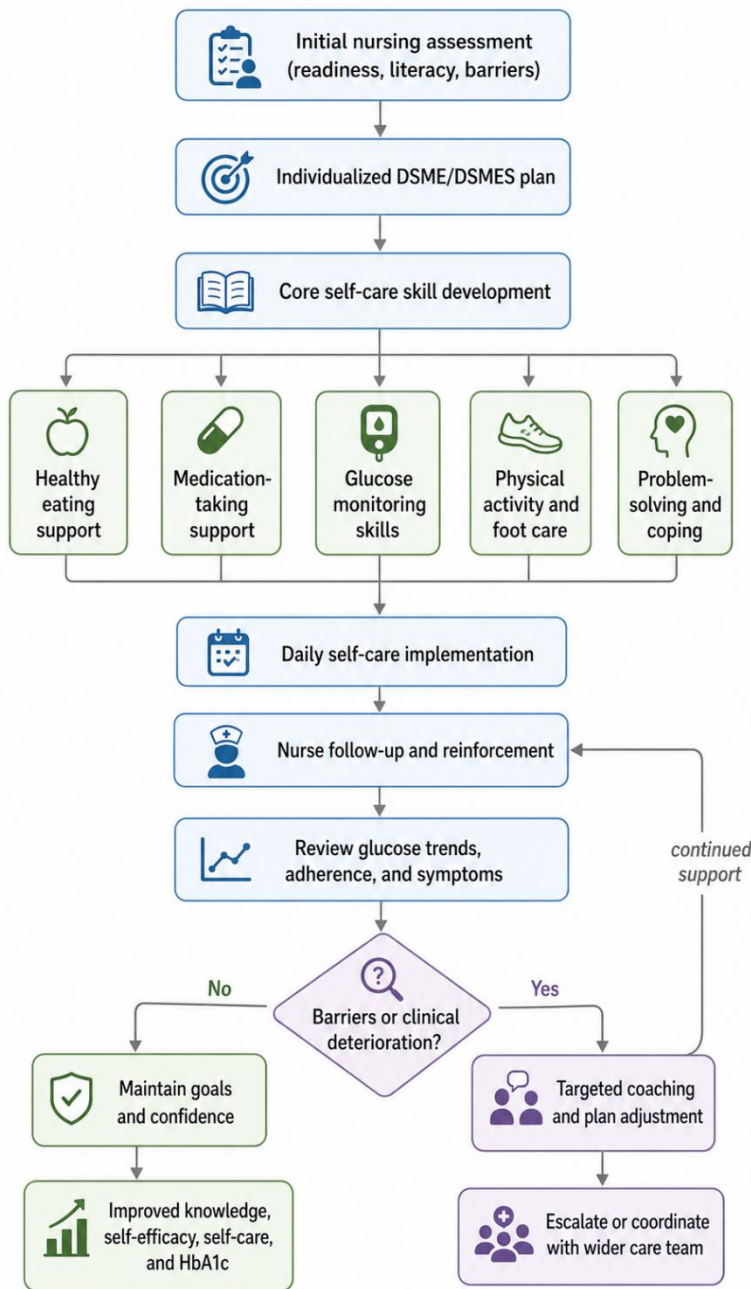 Initial nursing assessment
(readiness, literacy, barriers)
Individualized DSME/DSMES plan
Core self-care skill development
Healthy
eating
support
Medication-
taking
support
Glucose
monitoring
skills
Physical
activity and
foot care
Problem-
solving and
coping
Daily self-care implementation
Nurse follow-up and reinforcement
Review glucose trends,
adherence, and symptoms
continued
support
?
No
Yes
Barriers or clinical
deterioration?
Maintain goals
and confidence
Targeted coaching
and plan adjustment
Improved knowledge,
self-efficacy, self-care,
and HbA1c
Escalate or coordinate
with wider care team